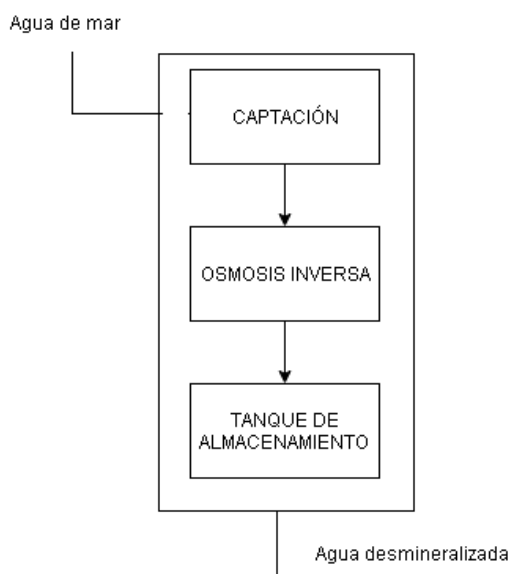 Agua de mar
CAPTACIÓN
OSMOSIS INVERSA
TANQUE DE
ALMACENAMIENTO
Agua desmineralizada